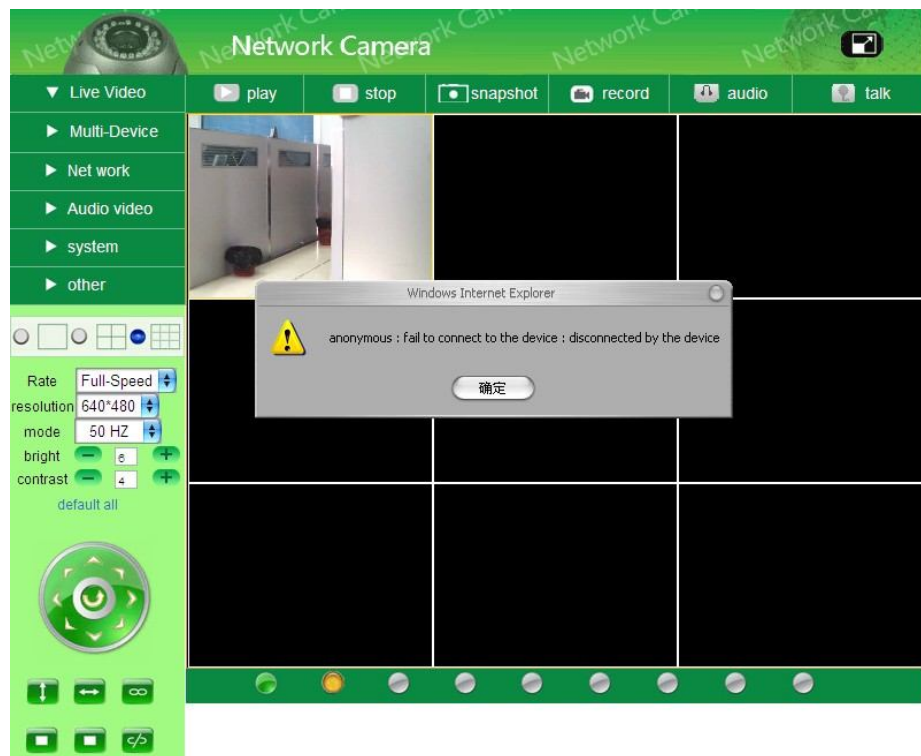 Network Camera
Live Video
play
stop
snapshot
record
audio
talk
Multi-Device
Net work
Audio video
system
other
Windows Internet Explorer
anonymous : fail to connect to the device : disconnected by the device
确定
Rate Full-Speed
resolution 640*480
mode 50 HZ
bright 6
contrast 4
default all
Network Camera
Network Camera
Network Camera
Network Camera